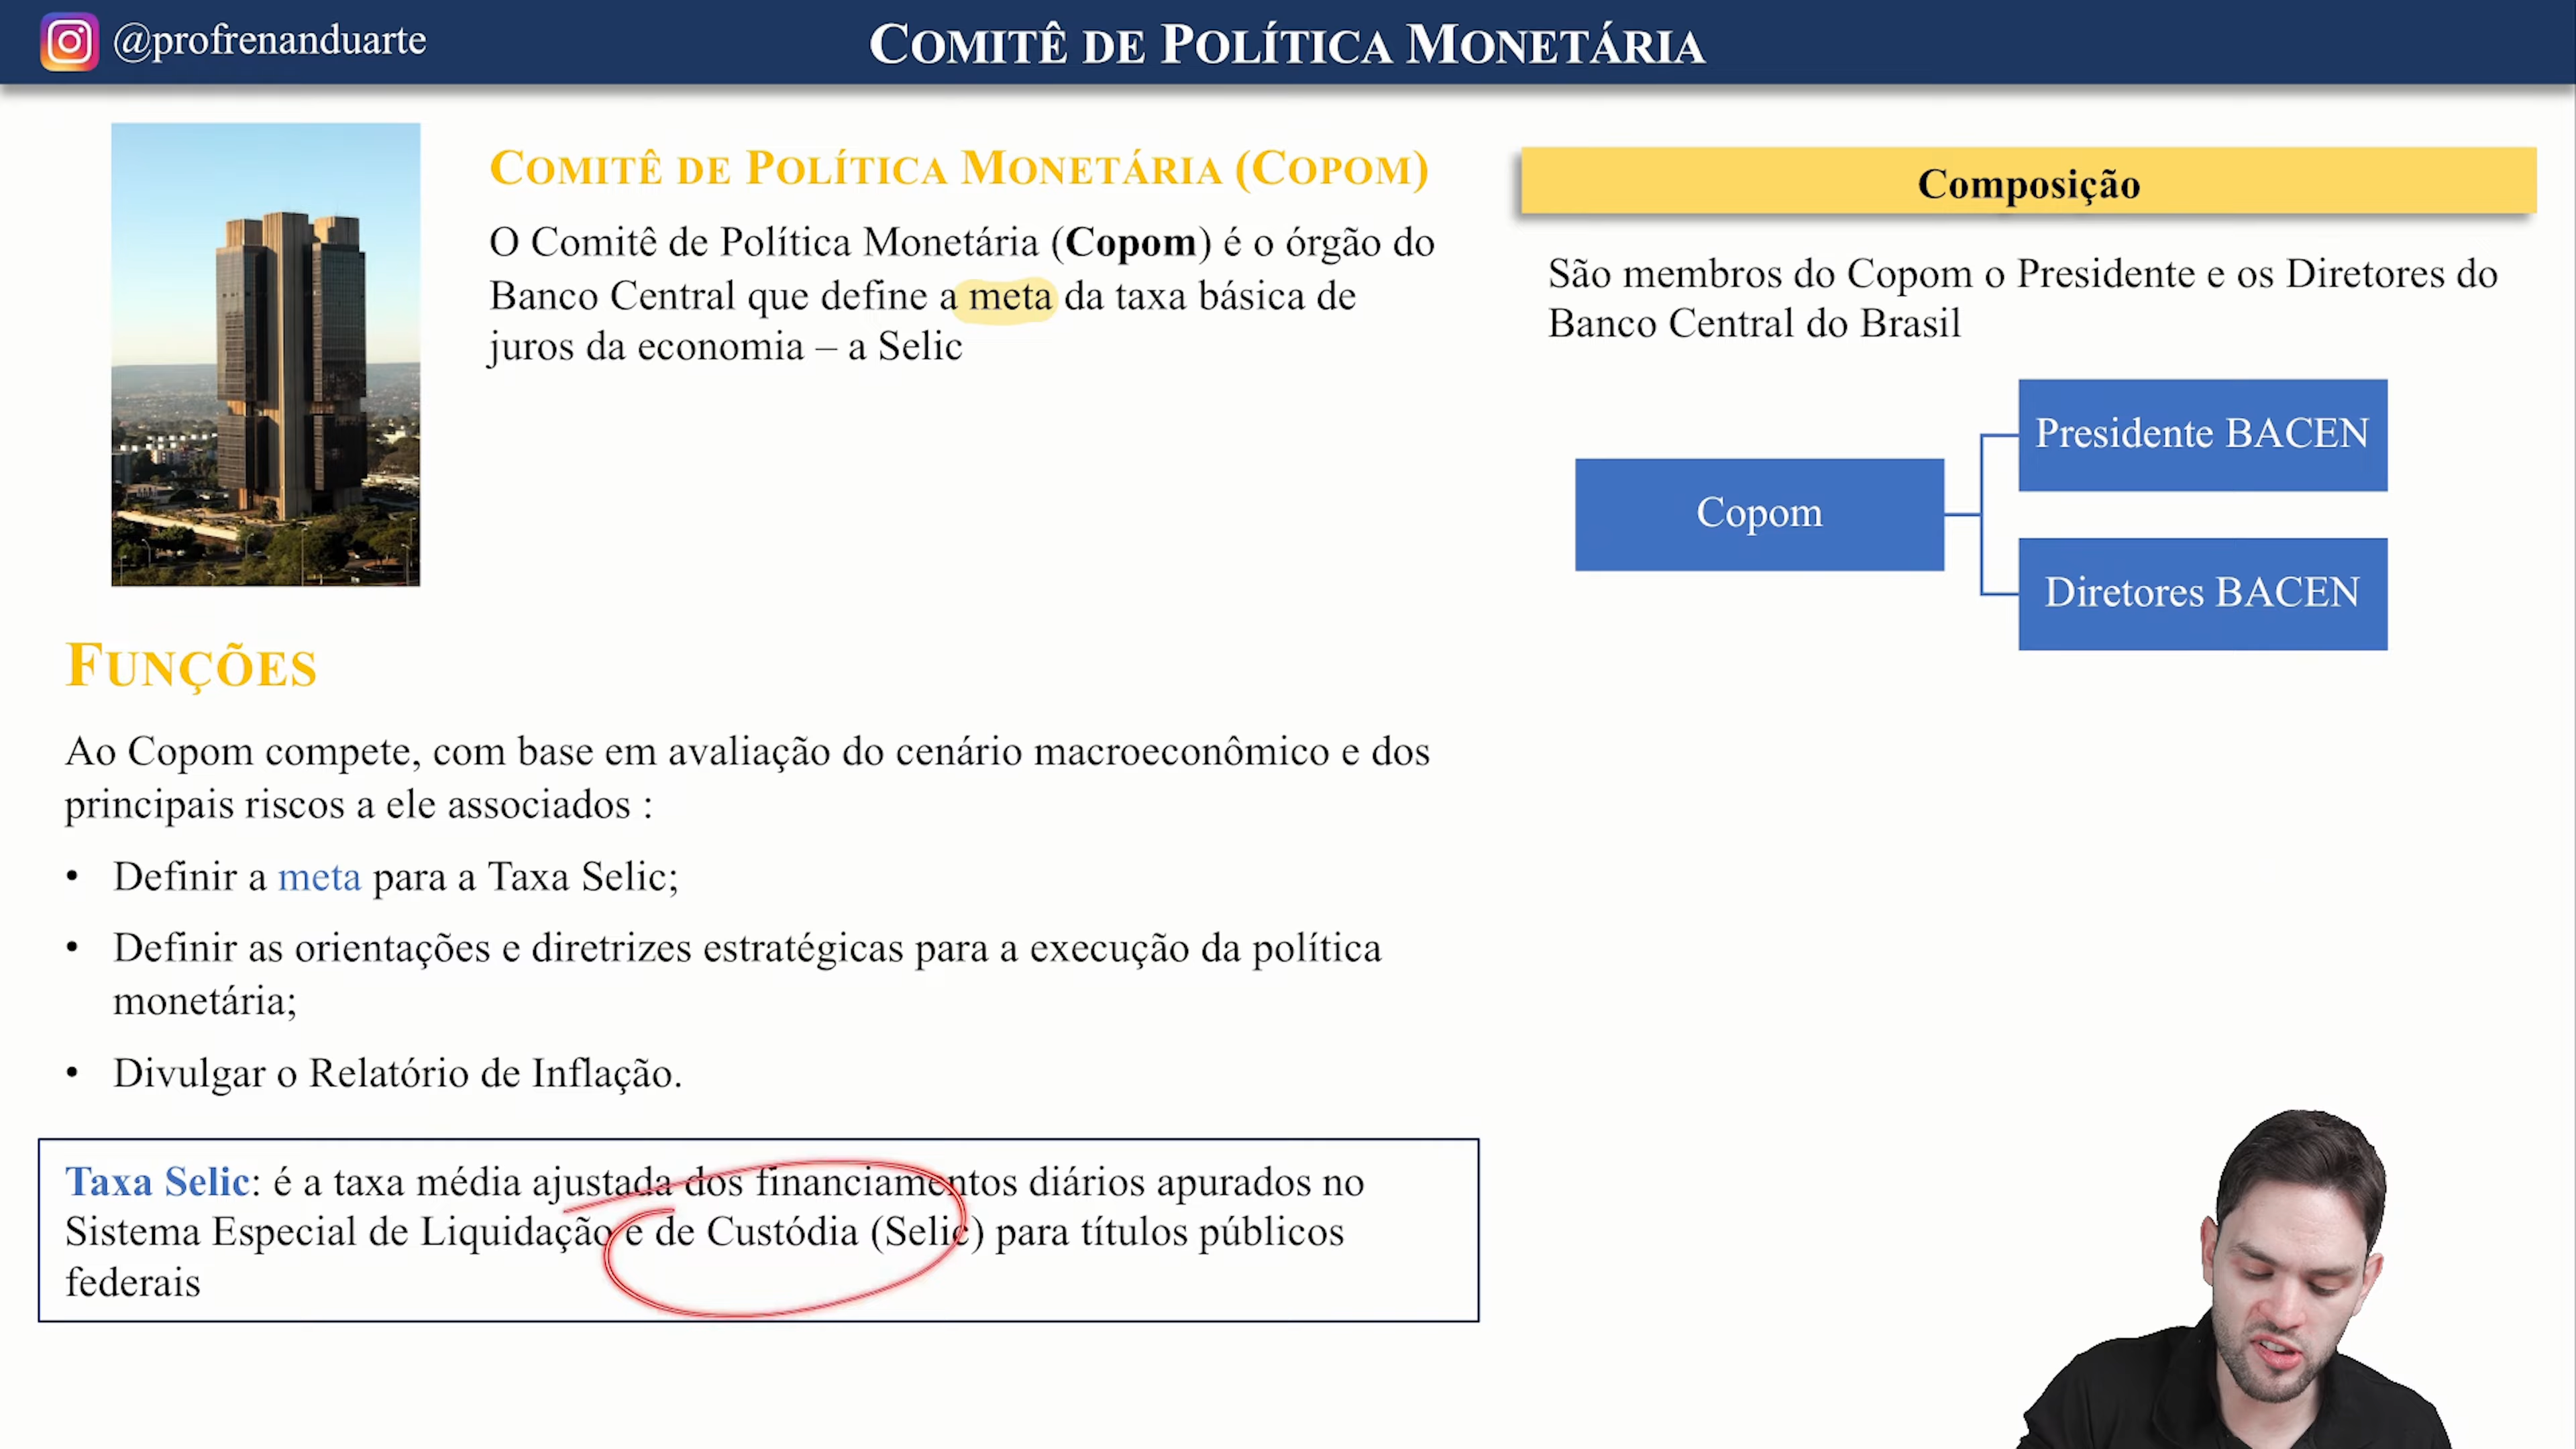 @profrenanduarte
COMITÊ DE POLÍTICA MONETÁRIA
COMITÊ DE POLÍTICA MONETÁRIA (COPOM)
O Comitê de Política Monetária (Copom) é o órgão do
Banco Central que define a meta da taxa básica de
juros da economia – a Selic
Composição
São membros do Copom o Presidente e os Diretores do
Banco Central do Brasil
Copom
Presidente BACEN
Diretores BACEN
FUNÇÕES
Ao Copom compete, com base em avaliação do cenário macroeconômico e dos
principais riscos a ele associados :
• Definir a meta para a Taxa Selic;
• Definir as orientações e diretrizes estratégicas para a execução da política
monetária;
• Divulgar o Relatório de Inflação.
Taxa Selic: é a taxa média ajustada dos financiamentos diários apurados no
Sistema Especial de Liquidação e de Custódia (Selic) para títulos públicos
federais